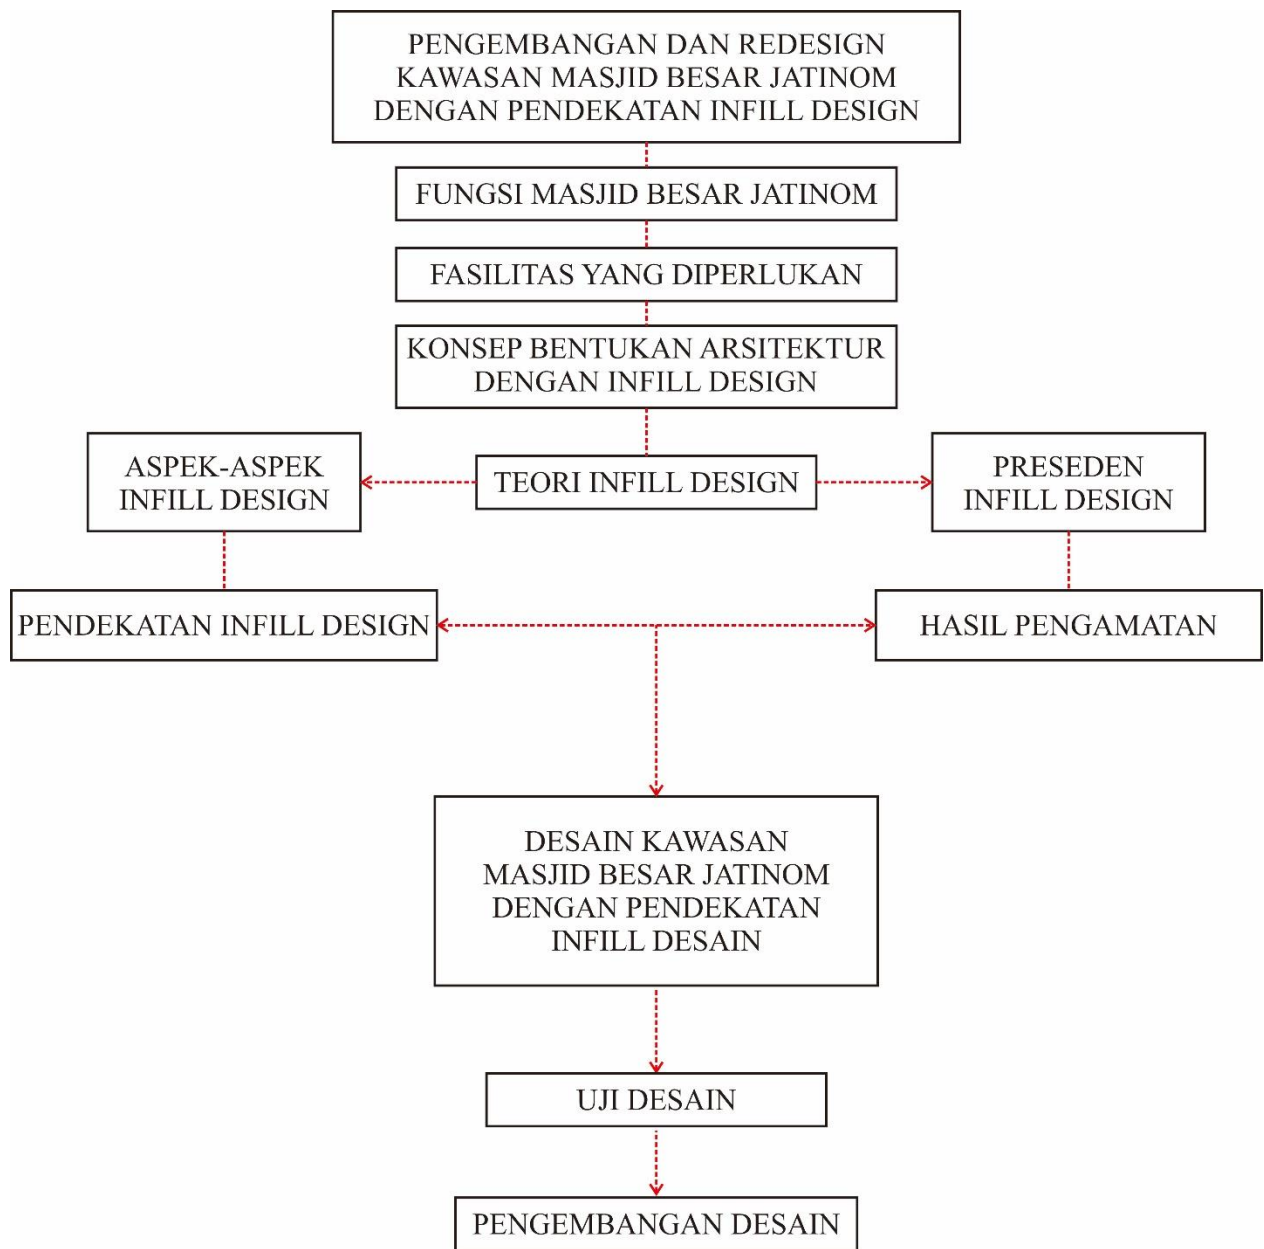 PENGEMBANGAN DAN REDESIGN
KAWASAN MASJID BESAR JATINOM
DENGAN PENDEKATAN INFILL DESIGN
FUNGSI MASJID BESAR JATINOM
FASILITAS YANG DIPERLUKAN
KONSEP BENTUKAN ARSITEKTUR
DENGAN INFILL DESIGN
ASPEK-ASPEK
INFILL DESIGN
TEORI INFILL DESIGN
PRESEDEN
INFILL DESIGN
PENDEKATAN INFILL DESIGN
HASIL PENGAMATAN
DESAIN KAWASAN
MASJID BESAR JATINOM
DENGAN PENDEKATAN
INFILL DESAIN
UJI DESAIN
PENGEMBANGAN DESAIN